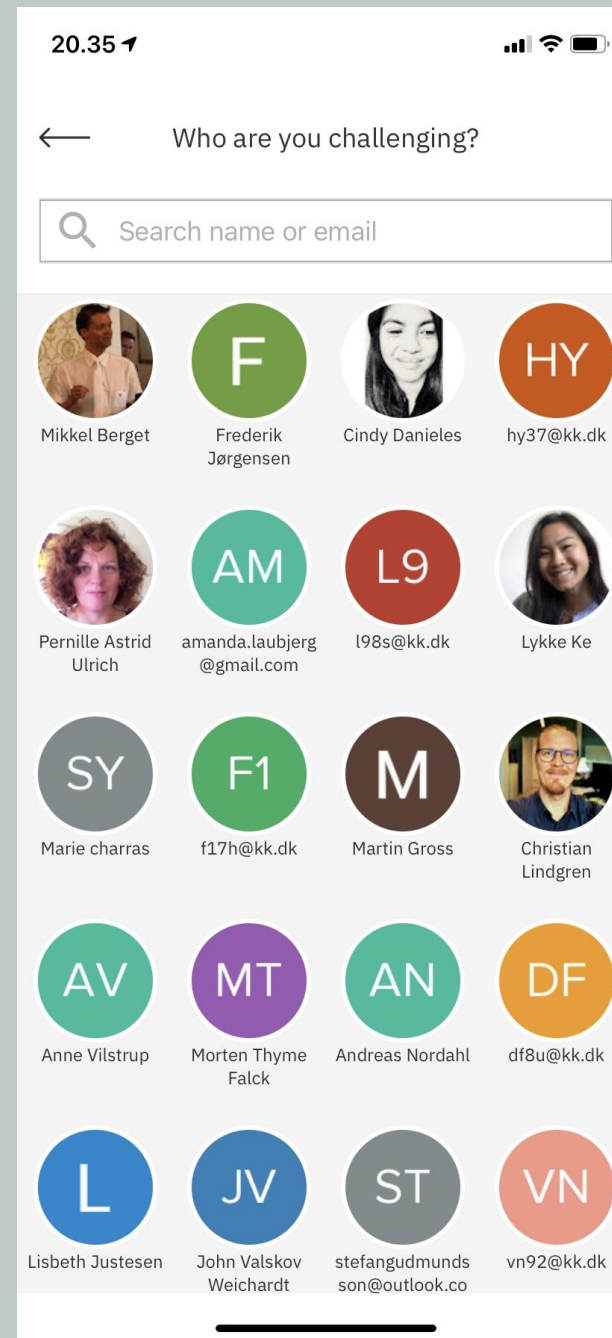 20.35
Who are you challenging?
Search name or email
F
HY
Mikkel Berget
Frederik
Jørgensen
Cindy Danieles
hy37@kk.dk
AM
L9
Pernille Astrid
Ulrich
amanda.laubjerg
@gmail.com
l98s@kk.dk
Lykke Ke
SY
F1
M
Marie charras
f17h@kk.dk
Martin Gross
Christian
Lindgren
AV
MT
AN
DF
Anne Vilstrup
Morten Thyme
Falck
Andreas Nordahl
df8u@kk.dk
L
JV
ST
VN
Lisbeth Justesen
John Valskov
Weichardt
stefangudmunds
son@outlook.co
vn92@kk.dk